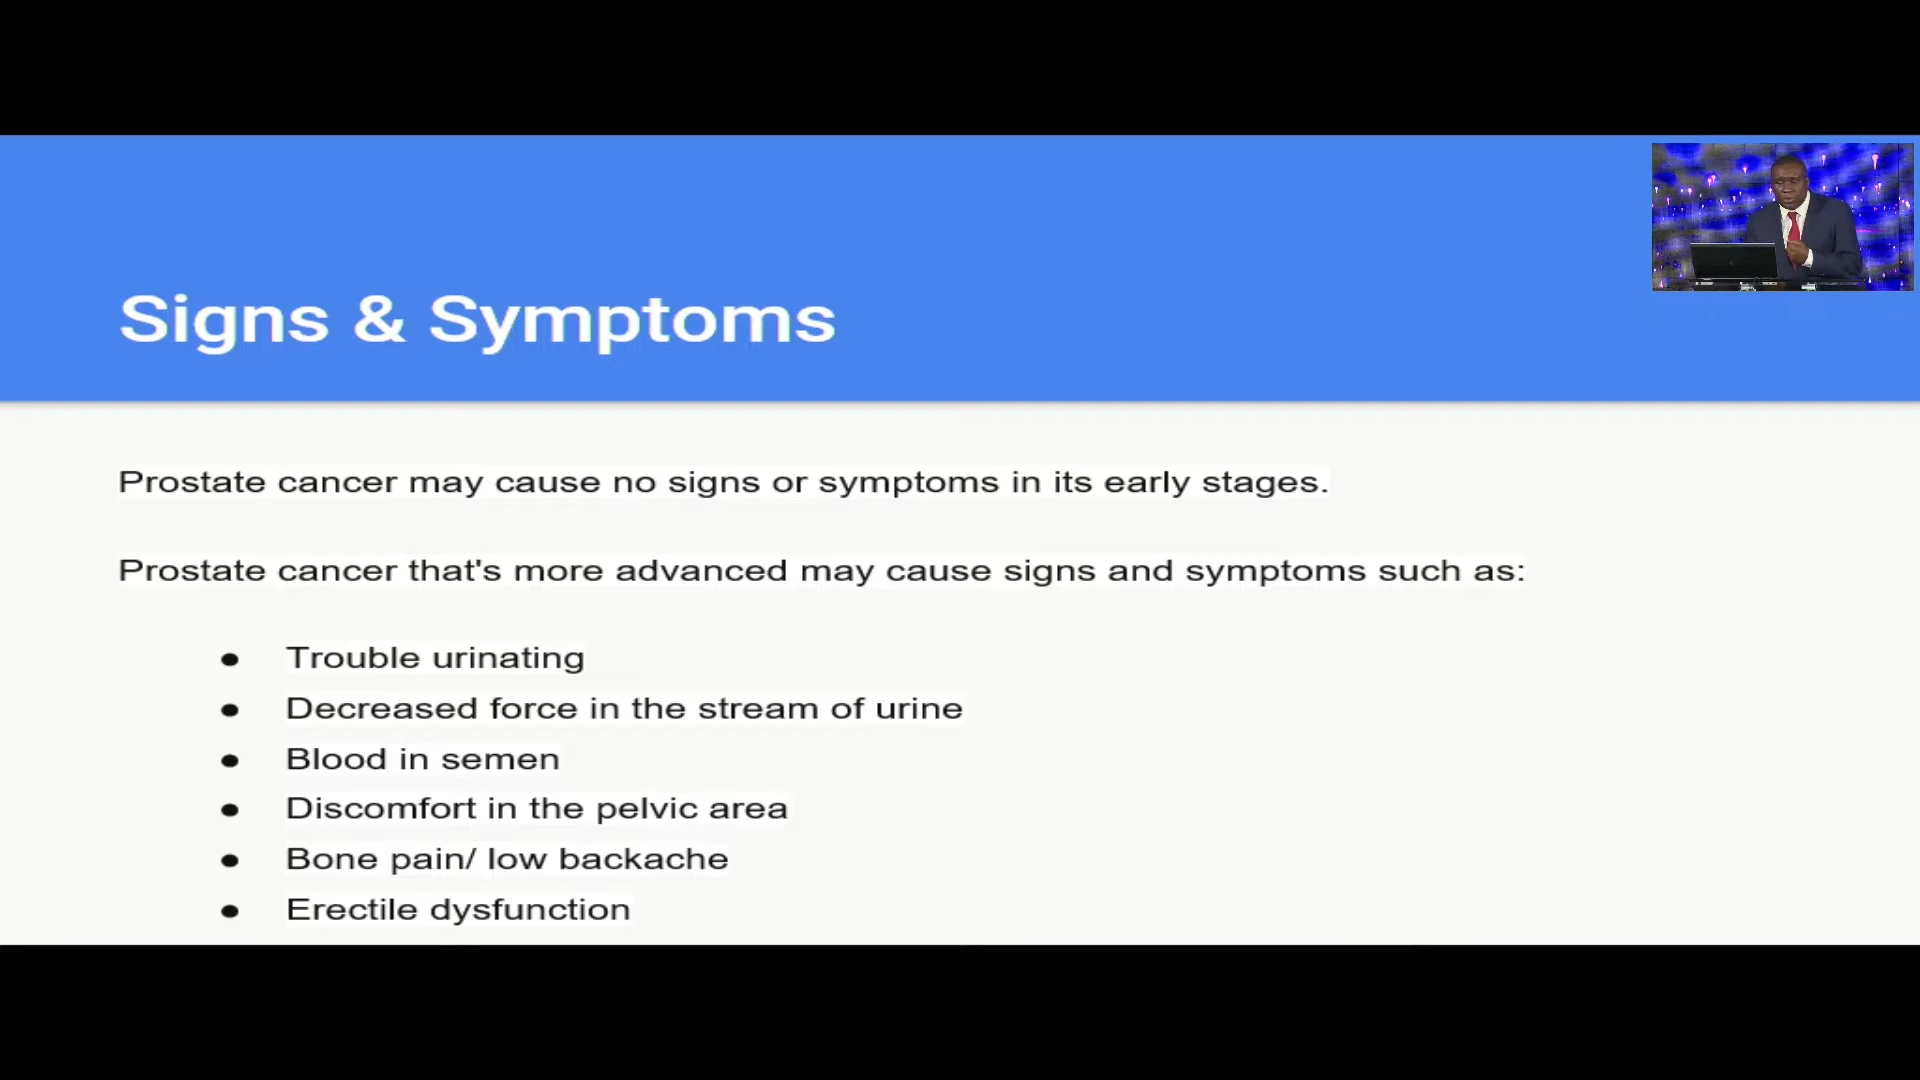 Signs & Symptoms
Prostate cancer may cause no signs or symptoms in its early stages.
Prostate cancer that's more advanced may cause signs and symptoms such as:
● Trouble urinating
● Decreased force in the stream of urine
● Blood in semen
● Discomfort in the pelvic area
● Bone pain/ low backache
● Erectile dysfunction